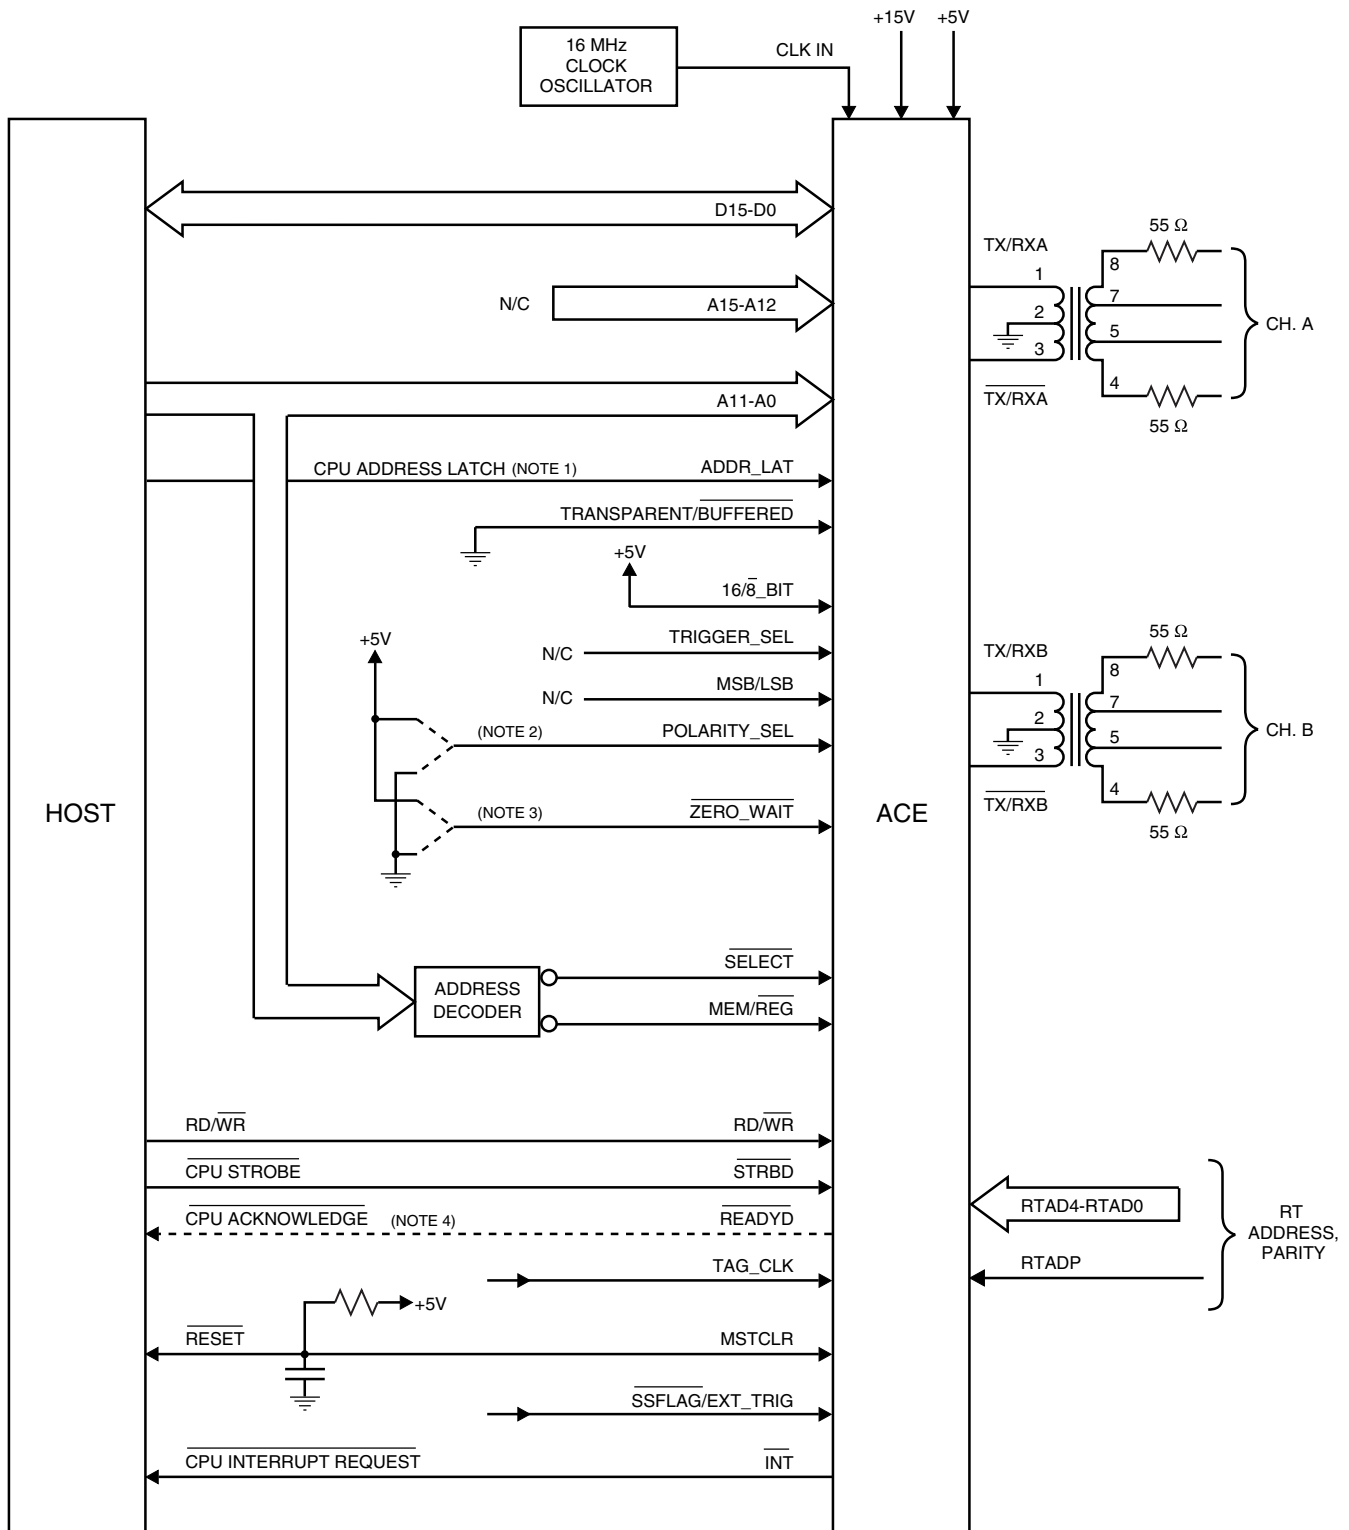 +15V +5V
16 MHz
CLOCK
OSCILLATOR
CLK IN
D15-D0
N/C
A15-A12
A11-A0
CPU ADDRESS LATCH (NOTE 1)
ADDR_LAT
TRANSPARENT/BUFFERED
+5V
16/8_BIT
+5V
N/C
TRIGGER_SEL
N/C
MSB/LSB
(NOTE 2)
POLARITY_SEL
(NOTE 3)
ZERO_WAIT
HOST
ACE
ADDRESS
DECODER
SELECT
MEM/REG
RD/WR
RD/WR
CPU STROBE
STRBD
CPU ACKNOWLEDGE (NOTE 4)
READYD
TAG_CLK
+5V
RESET
MSTCLR
SSFLAG/EXT_TRIG
CPU INTERRUPT REQUEST
INT
TX/RXA
1
2
3
TX/RXA
8
7
5
4
55 Ω
55 Ω
CH. A
TX/RXB
1
2
3
TX/RXB
8
7
5
4
55 Ω
55 Ω
CH. B
RTAD4-RTAD0
RTADP
RT
ADDRESS,
PARITY